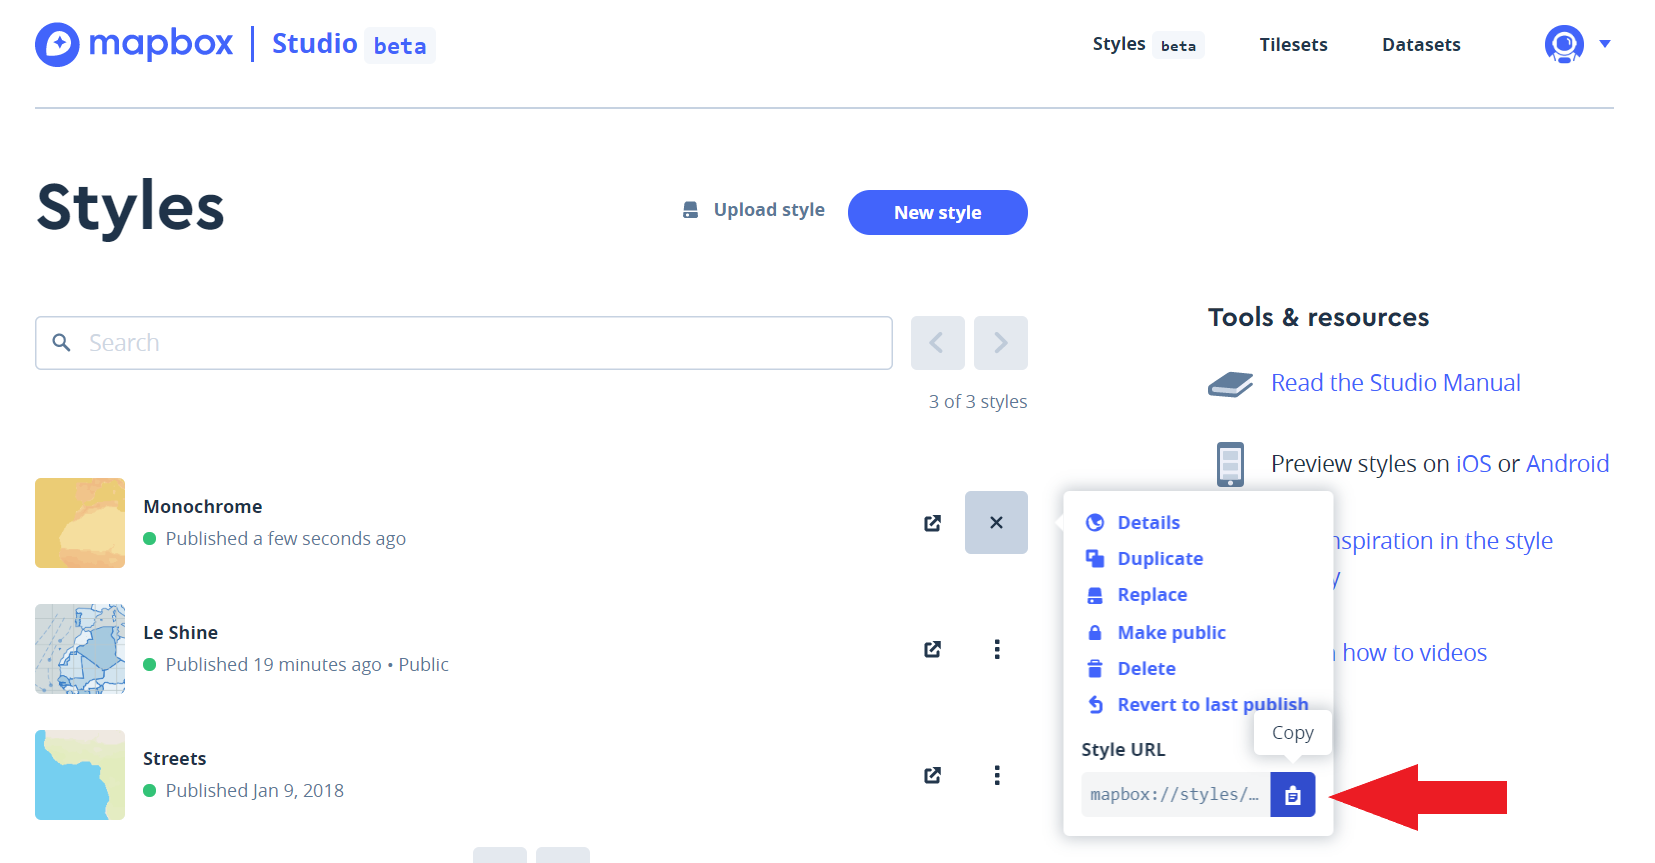 mapbox | Studio beta
Styles beta Tilesets Datasets
Styles
Upload style
New style
Search
3 of 3 styles
Tools & resources
Read the Studio Manual
Preview styles on iOS or Android
nspiration in the style
y
how to videos
Monochrome
Published a few seconds ago
Le Shine
Published 19 minutes ago • Public
Streets
Published Jan 9, 2018
Details
Duplicate
Replace
Make public
Delete
Revert to last publish
Copy
Style URL
mapbox://styles/…